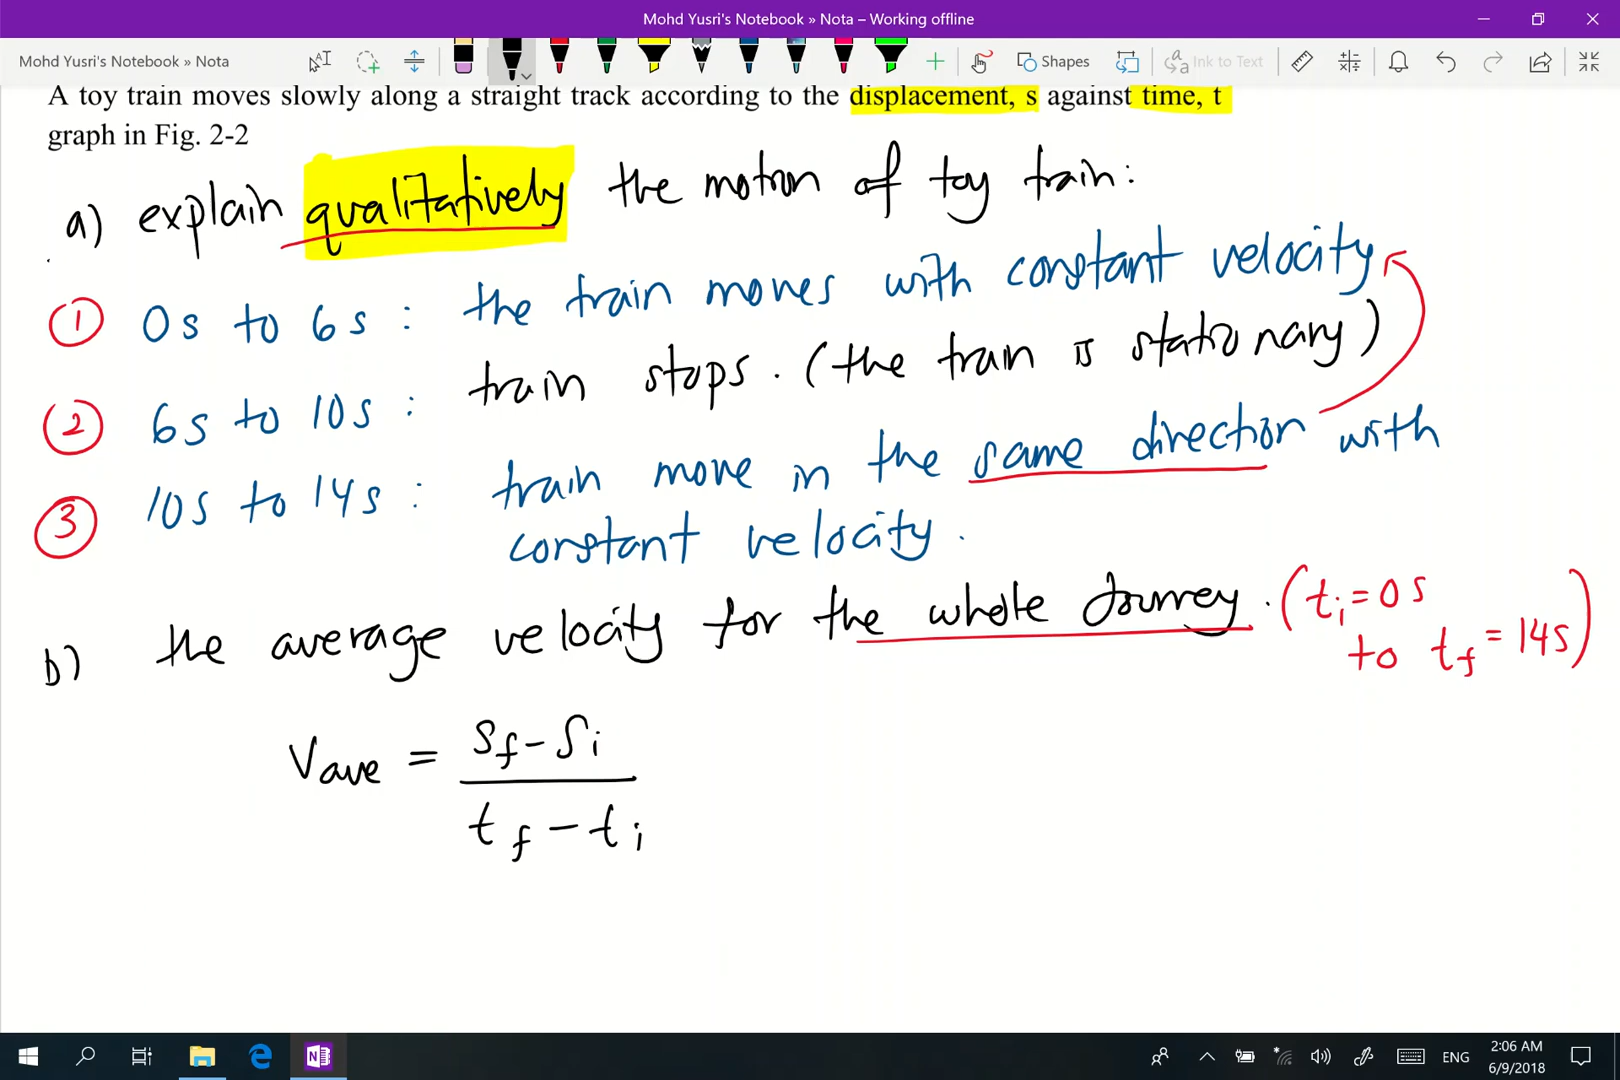 Mohd Yusri's Notebook » Nota – Working offline
Mohd Yusri's Notebook » Nota
Shapes
Ink to Text
A toy train moves slowly along a straight track according to the displacement, s against time, t
graph in Fig. 2-2
a) explain qualitatively the motion of toy train:
① 0s to 6s : the train moves with constant velocity
② 6s to 10s : train stops. (the train is stationary)
③ 10s to 14s : train move in the same direction with
constant velocity.
b) the average velocity for the whole Journey. (ti = 0s
to tf = 14s)
Vave = sf - si
tf - ti
ENG
2:06 AM
6/9/2018